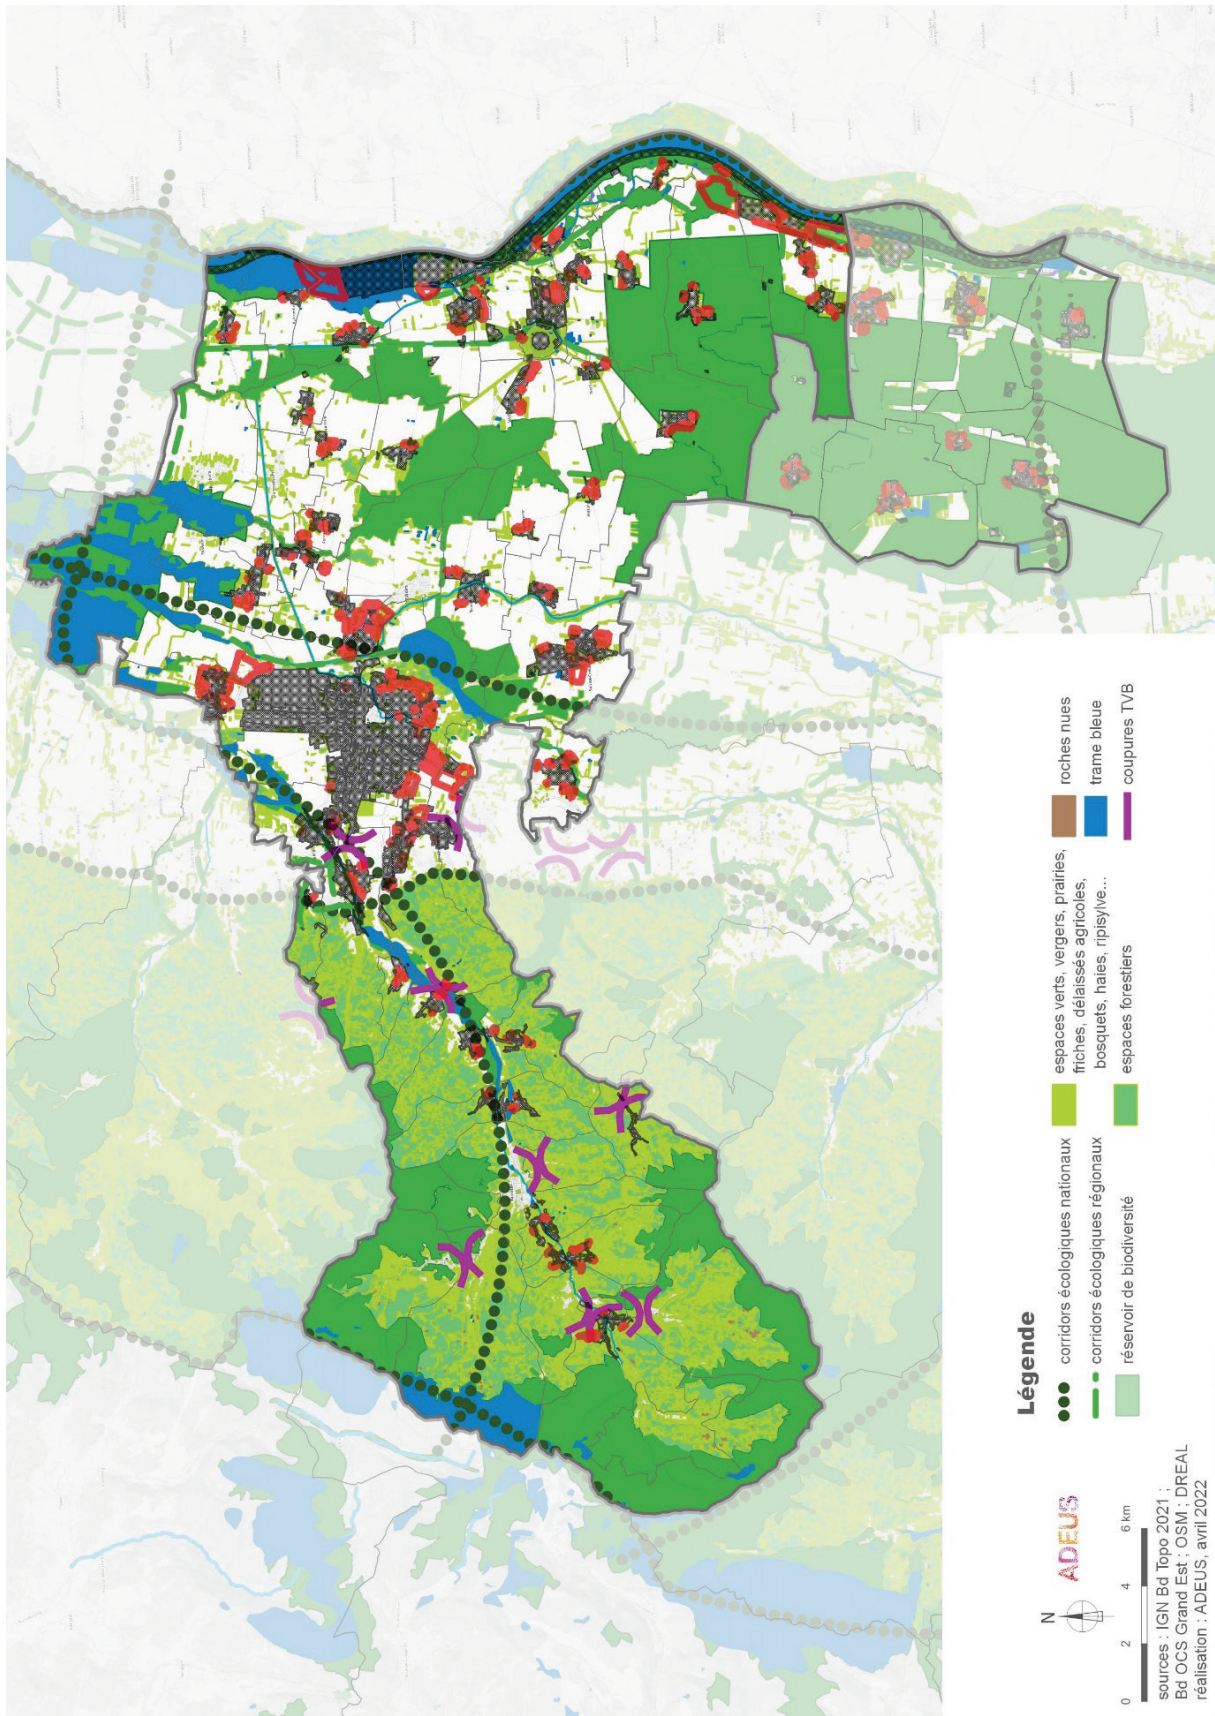 Légende
corridors écologiques nationaux
corridors écologiques régionaux
réservoir de biodiversité
espaces verts, vergers, prairies,
friches, délaissés agricoles,
bosquets, haies, ripisylve...
espaces forestiers
roches nues
trame bleue
coupures TVB
N
ADEUS
0 2 4 6 km
sources : IGN Bd Topo 2021 ;
Bd OCS Grand Est ; OSM ; DREAL
réalisation : ADEUS, avril 2022